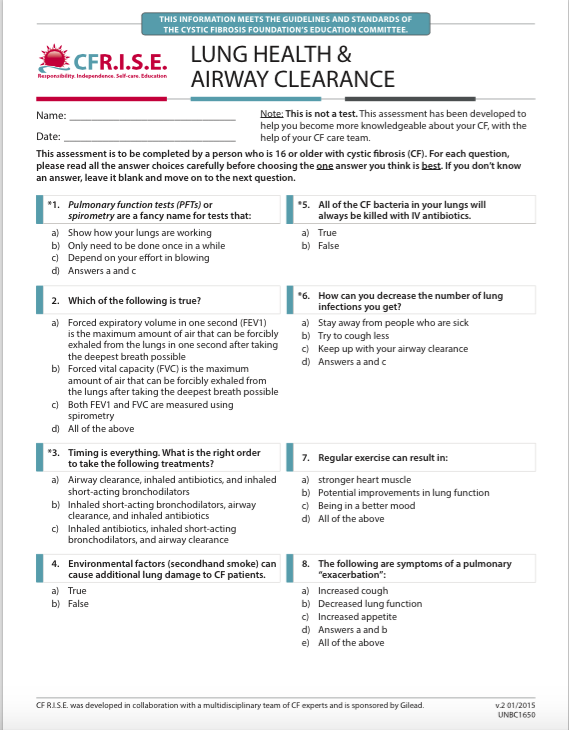 THIS INFORMATION MEETS THE GUIDELINES AND STANDARDS OF
THE CYSTIC FIBROSIS FOUNDATION'S EDUCATION COMMITTEE.
CFR.I.S.E.
Responsibility. Independence. Self-care. Education
LUNG HEALTH &
AIRWAY CLEARANCE
Name:
Date:
Note: This is not a test. This assessment has been developed to
help you become more knowledgeable about your CF, with the
help of your CF care team.
This assessment is to be completed by a person who is 16 or older with cystic fibrosis (CF). For each question,
please read all the answer choices carefully before choosing the one answer you think is best. If you don't know
an answer, leave it blank and move on to the next question.
*1. Pulmonary function tests (PFTs) or
spirometry are a fancy name for tests that:
a) Show how your lungs are working
b) Only need to be done once in a while
c) Depend on your effort in blowing
d) Answers a and c
2. Which of the following is true?
a) Forced expiratory volume in one second (FEV1)
is the maximum amount of air that can be forcibly
exhaled from the lungs in one second after taking
the deepest breath possible
b) Forced vital capacity (FVC) is the maximum
amount of air that can be forcibly exhaled from
the lungs after taking the deepest breath possible
c) Both FEV1 and FVC are measured using
spirometry
d) All of the above
*3. Timing is everything. What is the right order
to take the following treatments?
a) Airway clearance, inhaled antibiotics, and inhaled
short-acting bronchodilators
b) Inhaled short-acting bronchodilators, airway
clearance, and inhaled antibiotics
c) Inhaled antibiotics, inhaled short-acting
bronchodilators, and airway clearance
4. Environmental factors (secondhand smoke) can
cause additional lung damage to CF patients.
a) True
b) False
*5. All of the CF bacteria in your lungs will
always be killed with IV antibiotics.
a) True
b) False
*6. How can you decrease the number of lung
infections you get?
a) Stay away from people who are sick
b) Try to cough less
c) Keep up with your airway clearance
d) Answers a and c
7. Regular exercise can result in:
a) stronger heart muscle
b) Potential improvements in lung function
c) Being in a better mood
d) All of the above
8. The following are symptoms of a pulmonary
"exacerbation":
a) Increased cough
b) Decreased lung function
c) Increased appetite
d) Answers a and b
e) All of the above
CF R.I.S.E. was developed in collaboration with a multidisciplinary team of CF experts and is sponsored by Gilead.
v.2 01/2015
UNBC1650